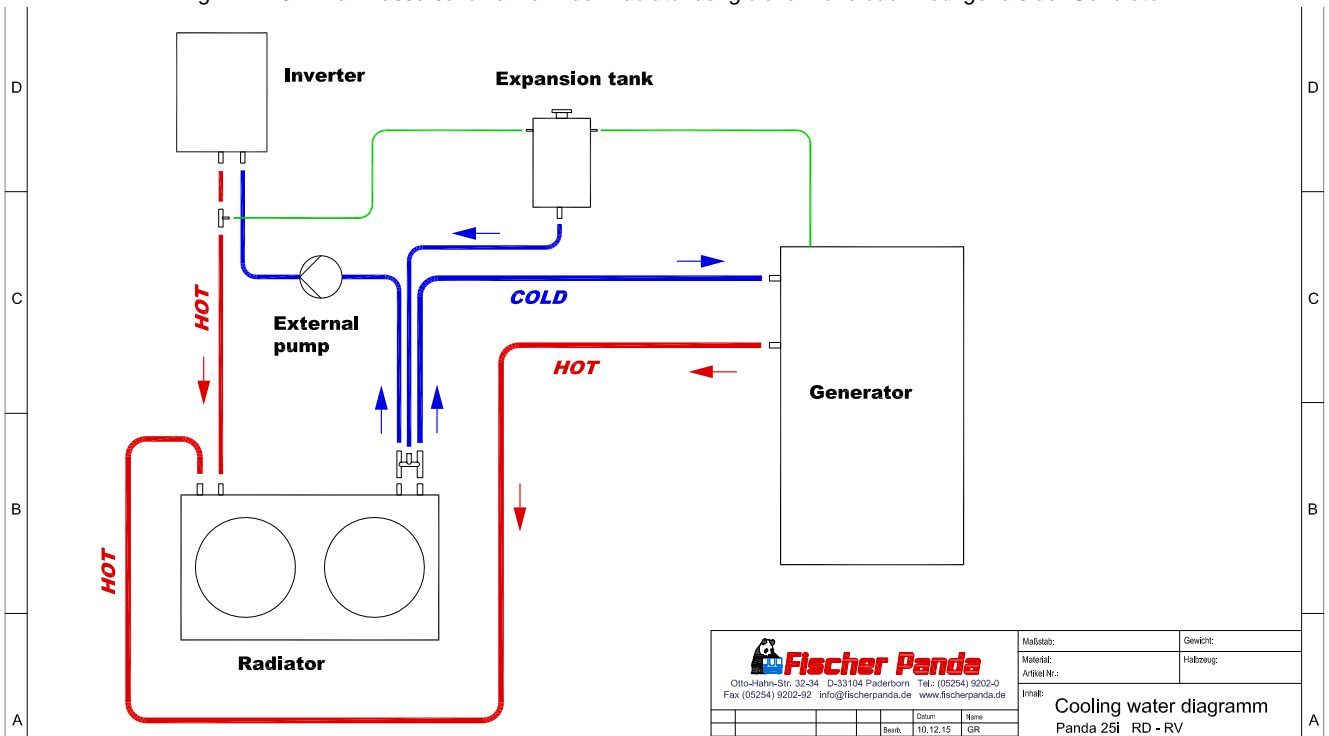 D
D
Inverter
Expansion tank
C
C
HOT
COLD
External
pump
HOT
Generator
B
B
HOT
Radiator
A
A
Fischer Panda
Otto-Hahn-Str. 32-34 D-33104 Paderborn Tel.: (05254) 9202-0
Fax (05254) 9202-92 info@fischerpanda.de www.fischerpanda.de
Datum Name
Bearb. 10.12.15 GR
Maßstab: Gewicht:
Material: Halbzeug:
Artikel Nr.:
Inhalt:
Cooling water diagramm
Panda 25i RD - RV